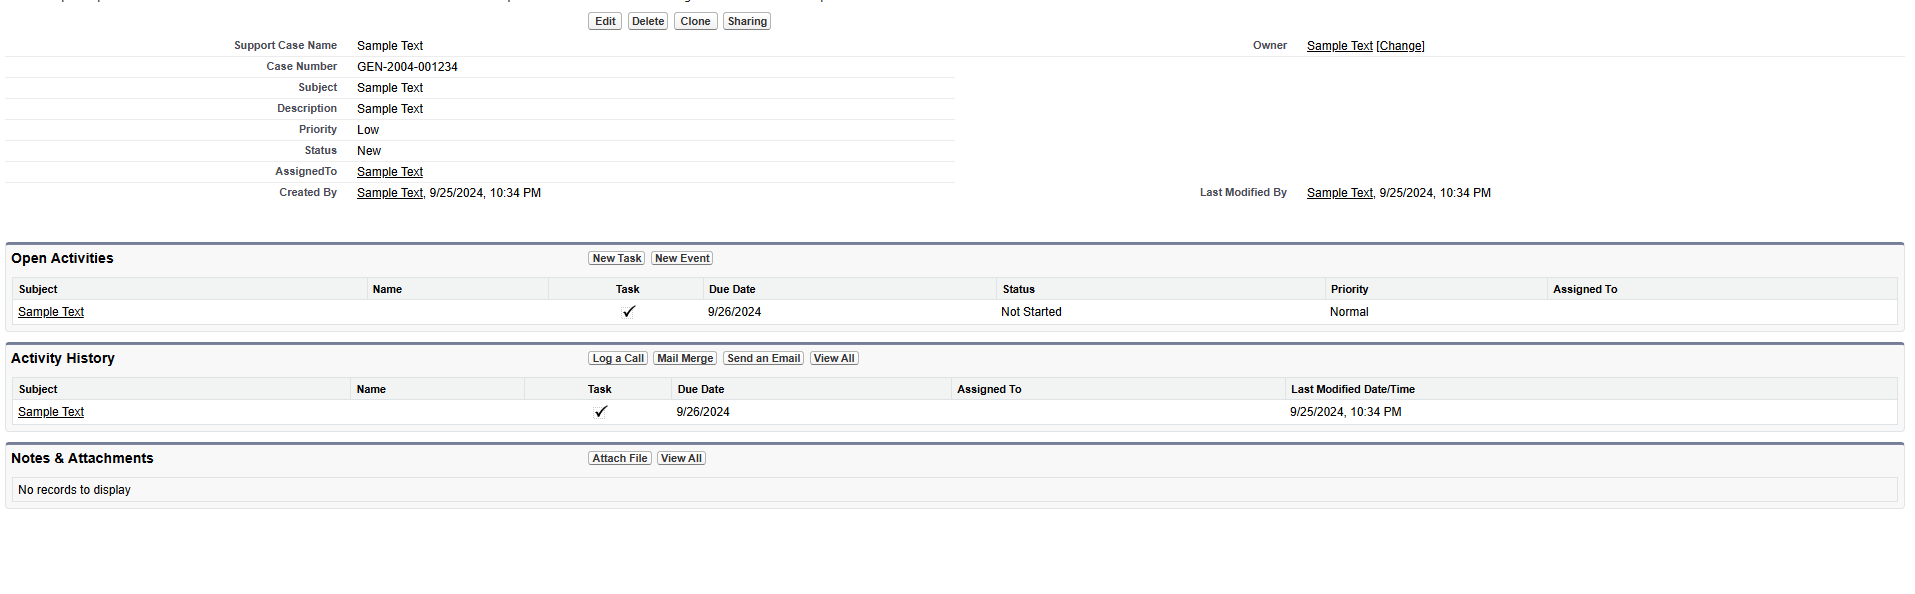 Edit Delete Clone Sharing
Support Case Name Sample Text Owner Sample Text [Change]
Case Number GEN-2004-001234
Subject Sample Text
Description Sample Text
Priority Low
Status New
AssignedTo Sample Text
Created By Sample Text, 9/25/2024, 10:34 PM Last Modified By Sample Text, 9/25/2024, 10:34 PM
Open Activities New Task New Event
Subject Name Task Due Date Status Priority Assigned To
Sample Text 9/26/2024 Not Started Normal
Activity History Log a Call Mail Merge Send an Email View All
Subject Name Task Due Date Assigned To Last Modified Date/Time
Sample Text 9/26/2024 9/25/2024, 10:34 PM
Notes & Attachments Attach File View All
No records to display